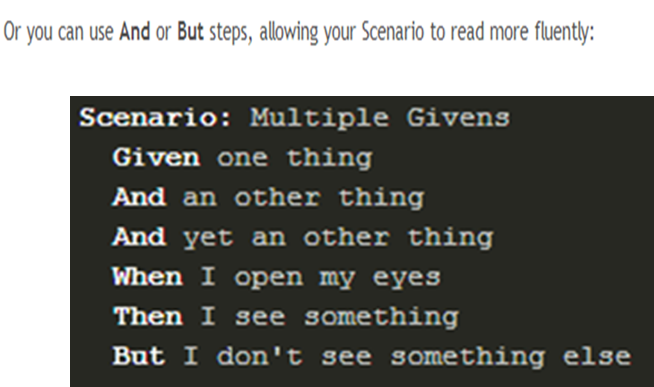 Or you can use And or But steps, allowing your Scenario to read more fluently:
Scenario: Multiple Givens
Given one thing
And an other thing
And yet an other thing
When I open my eyes
Then I see something
But I don't see something else